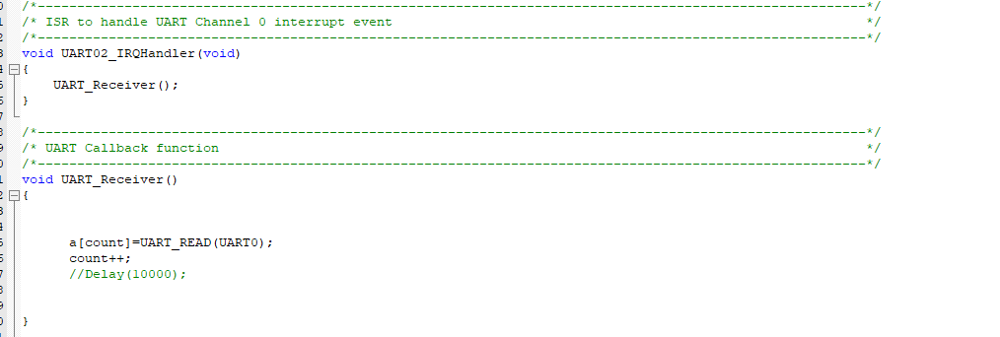 /*---------------------------------------------------------------------------------------------------------*/
/* ISR to handle UART Channel 0 interrupt event */
/*---------------------------------------------------------------------------------------------------------*/
void UART02_IRQHandler(void)
{
UART_Receiver();
}
/*---------------------------------------------------------------------------------------------------------*/
/* UART Callback function */
/*---------------------------------------------------------------------------------------------------------*/
void UART_Receiver()
{
a[count]=UART_READ(UART0);
count++;
//Delay(10000);
}